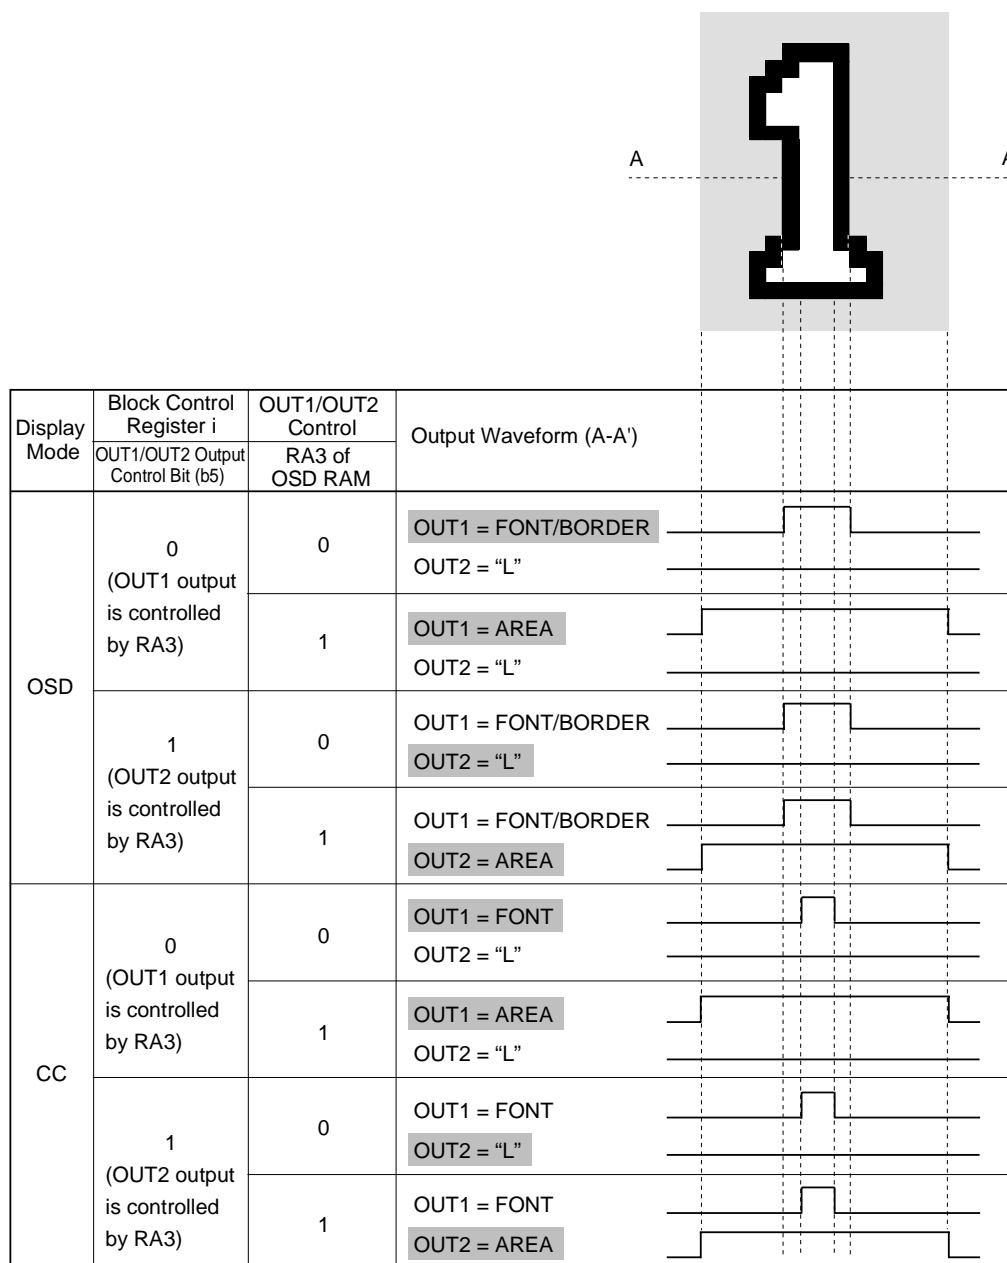 A
A
Display Mode
Block Control Register i
OUT1/OUT2 Output Control Bit (b5)
OUT1/OUT2 Control
RA3 of OSD RAM
Output Waveform (A-A')
OSD
0
(OUT1 output
is controlled
by RA3)
0
OUT1 = FONT/BORDER
OUT2 = “L”
1
OUT1 = AREA
OUT2 = “L”
1
(OUT2 output
is controlled
by RA3)
0
OUT1 = FONT/BORDER
OUT2 = “L”
1
OUT1 = FONT/BORDER
OUT2 = AREA
CC
0
(OUT1 output
is controlled
by RA3)
0
OUT1 = FONT
OUT2 = “L”
1
OUT1 = AREA
OUT2 = “L”
1
(OUT2 output
is controlled
by RA3)
0
OUT1 = FONT
OUT2 = “L”
1
OUT1 = FONT
OUT2 = AREA